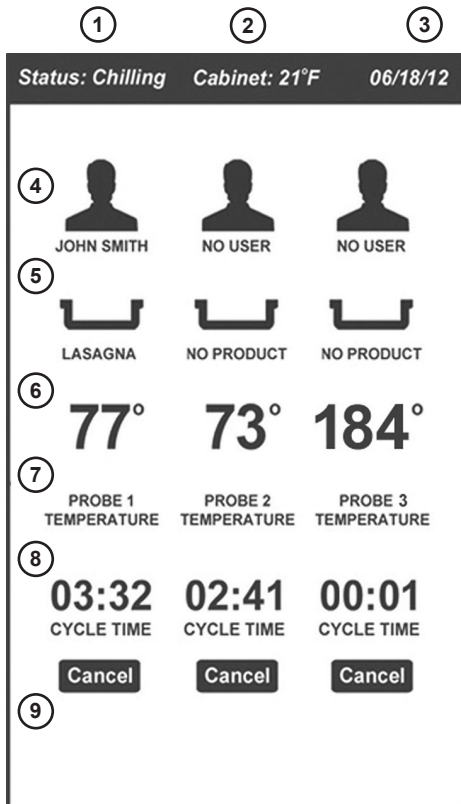 1 2 3
Status: Chilling Cabinet: 21°F 06/18/12
4
JOHN SMITH NO USER NO USER
5
LASAGNA NO PRODUCT NO PRODUCT
6
77° 73° 184°
7
PROBE 1 PROBE 2 PROBE 3
TEMPERATURE TEMPERATURE TEMPERATURE
8
03:32 02:41 00:01
CYCLE TIME CYCLE TIME CYCLE TIME
Cancel Cancel Cancel
9